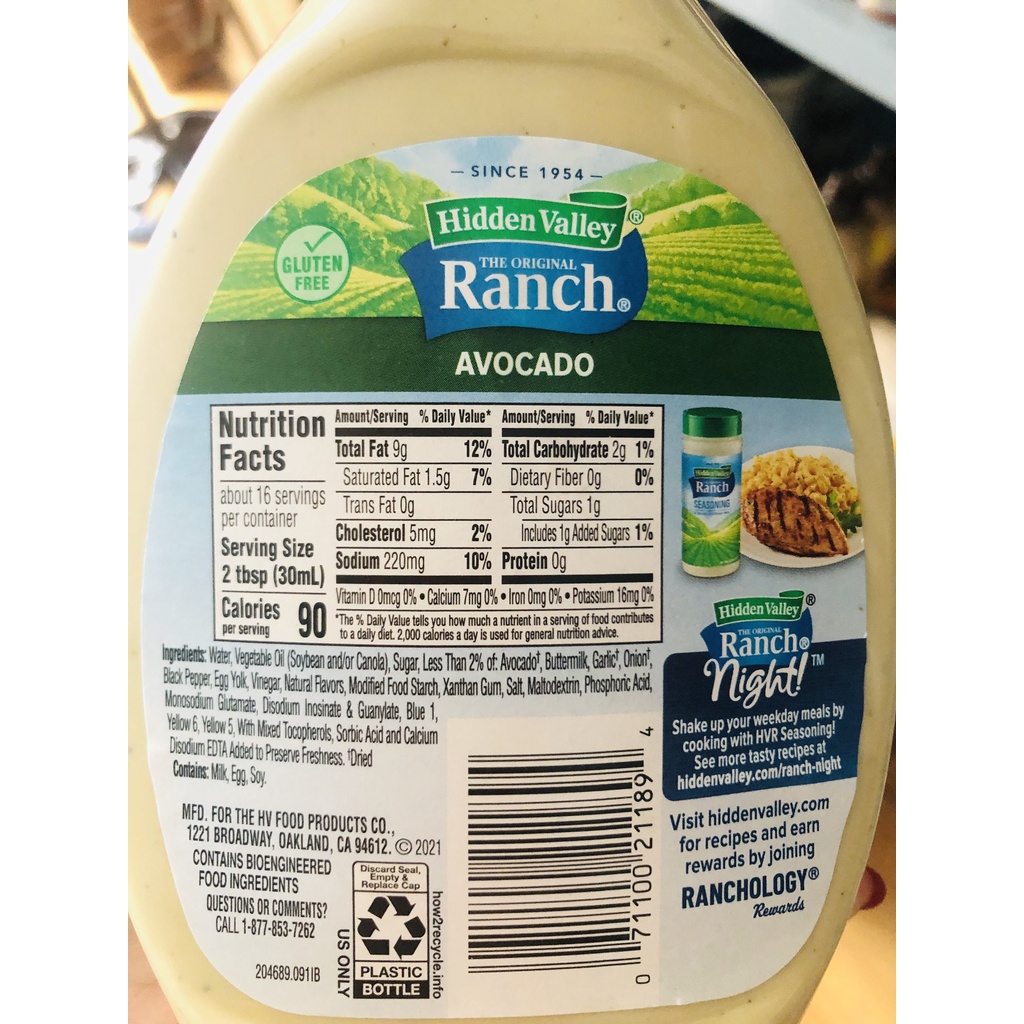 — SINCE 1954 —
Hidden Valley®
THE ORIGINAL
Ranch®
GLUTEN
FREE
AVOCADO
Nutrition
Facts
about 16 servings
per container
Serving Size
2 tbsp (30mL)
Calories
per serving
90
Amount/Serving % Daily Value*
Total Fat 9g 12%
Saturated Fat 1.5g 7%
Trans Fat 0g
Cholesterol 5mg 2%
Sodium 220mg 10%
Amount/Serving % Daily Value*
Total Carbohydrate 2g 1%
Dietary Fiber 0g 0%
Total Sugars 1g
Includes 1g Added Sugars 1%
Protein 0g
Vitamin D 0mcg 0% • Calcium 7mg 0% • Iron 0mg 0% • Potassium 16mg 0%
*The % Daily Value tells you how much a nutrient in a serving of food contributes
to a daily diet. 2,000 calories a day is used for general nutrition advice.
Ingredients: Water, Vegetable Oil (Soybean and/or Canola), Sugar, Less Than 2% of: Avocado†, Buttermilk, Garlic†, Onion†,
Black Pepper, Egg Yolk, Vinegar, Natural Flavors, Modified Food Starch, Xanthan Gum, Salt, Maltodextrin, Phosphoric Acid,
Monosodium Glutamate, Disodium Inosinate & Guanylate, Blue 1,
Yellow 6, Yellow 5, With Mixed Tocopherols, Sorbic Acid and Calcium
Disodium EDTA Added to Preserve Freshness. †Dried
Contains: Milk, Egg, Soy.
MFD. FOR THE HV FOOD PRODUCTS CO.,
1221 BROADWAY, OAKLAND, CA 94612. © 2021
CONTAINS BIOENGINEERED
FOOD INGREDIENTS
QUESTIONS OR COMMENTS?
CALL 1-877-853-7262
204689.091IB
US ONLY
Discard Seal,
Empty &
Replace Cap
PLASTIC
BOTTLE
how2recycle.info
0 71100 21189 4
Hidden Valley
Ranch
SEASONING
Hidden Valley®
THE ORIGINAL
Ranch®
Night!™
Shake up your weekday meals by
cooking with HVR Seasoning!
See more tasty recipes at
hiddenvalley.com/ranch-night
Visit hiddenvalley.com
for recipes and earn
rewards by joining
RANCHOLOGY®
Rewards